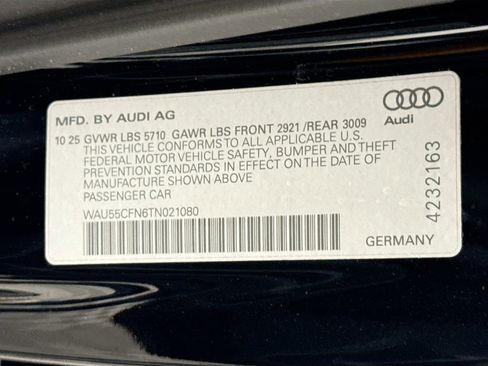 MFD. BY AUDI AG
10 25 GVWR LBS 5710 GAWR LBS FRONT 2921 /REAR 3009
THIS VEHICLE CONFORMS TO ALL APPLICABLE U.S.
FEDERAL MOTOR VEHICLE SAFETY, BUMPER AND THEFT
PREVENTION STANDARDS IN EFFECT ON THE DATE OF
MANUFACTURE SHOWN ABOVE
PASSENGER CAR
WAU55CFN6TN021080
Audi
4232163
GERMANY